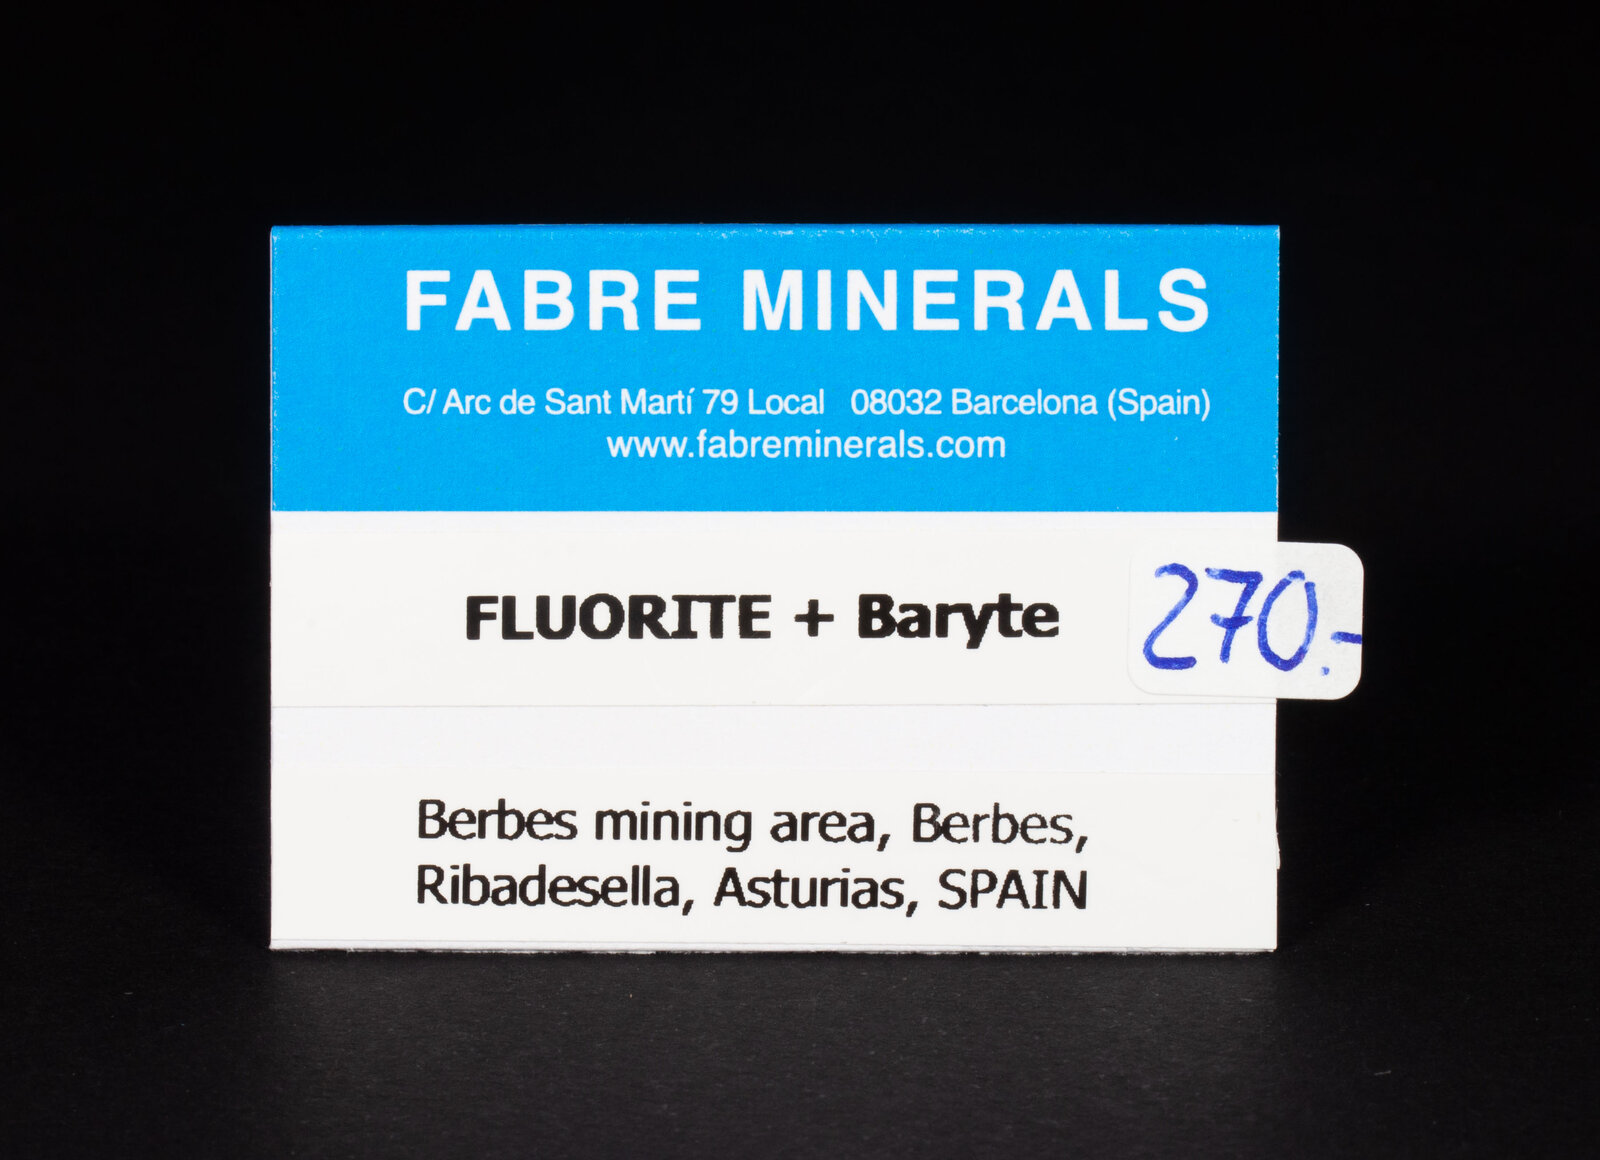 FABRE MINERALS
C/ Arc de Sant Martí 79 Local 08032 Barcelona (Spain)
www.fabreminerals.com
FLUORITE + Baryte
270.-
Berbes mining area, Berbes,
Ribadesella, Asturias, SPAIN